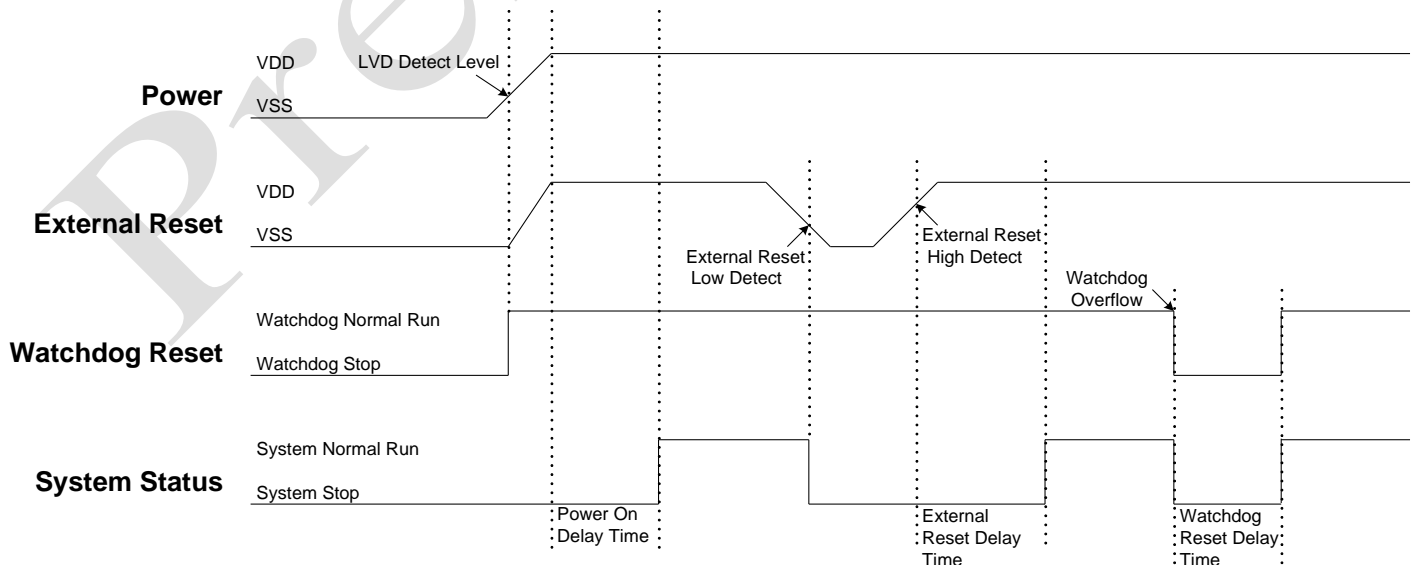 VDD
LVD Detect Level
Power
VSS
VDD
External Reset
VSS
External Reset
Low Detect
External Reset
High Detect
Watchdog
Overflow
Watchdog Normal Run
Watchdog Reset
Watchdog Stop
System Normal Run
System Status
System Stop
Power On
Delay Time
External
Reset Delay
Time
Watchdog
Reset Delay
Time
Pre